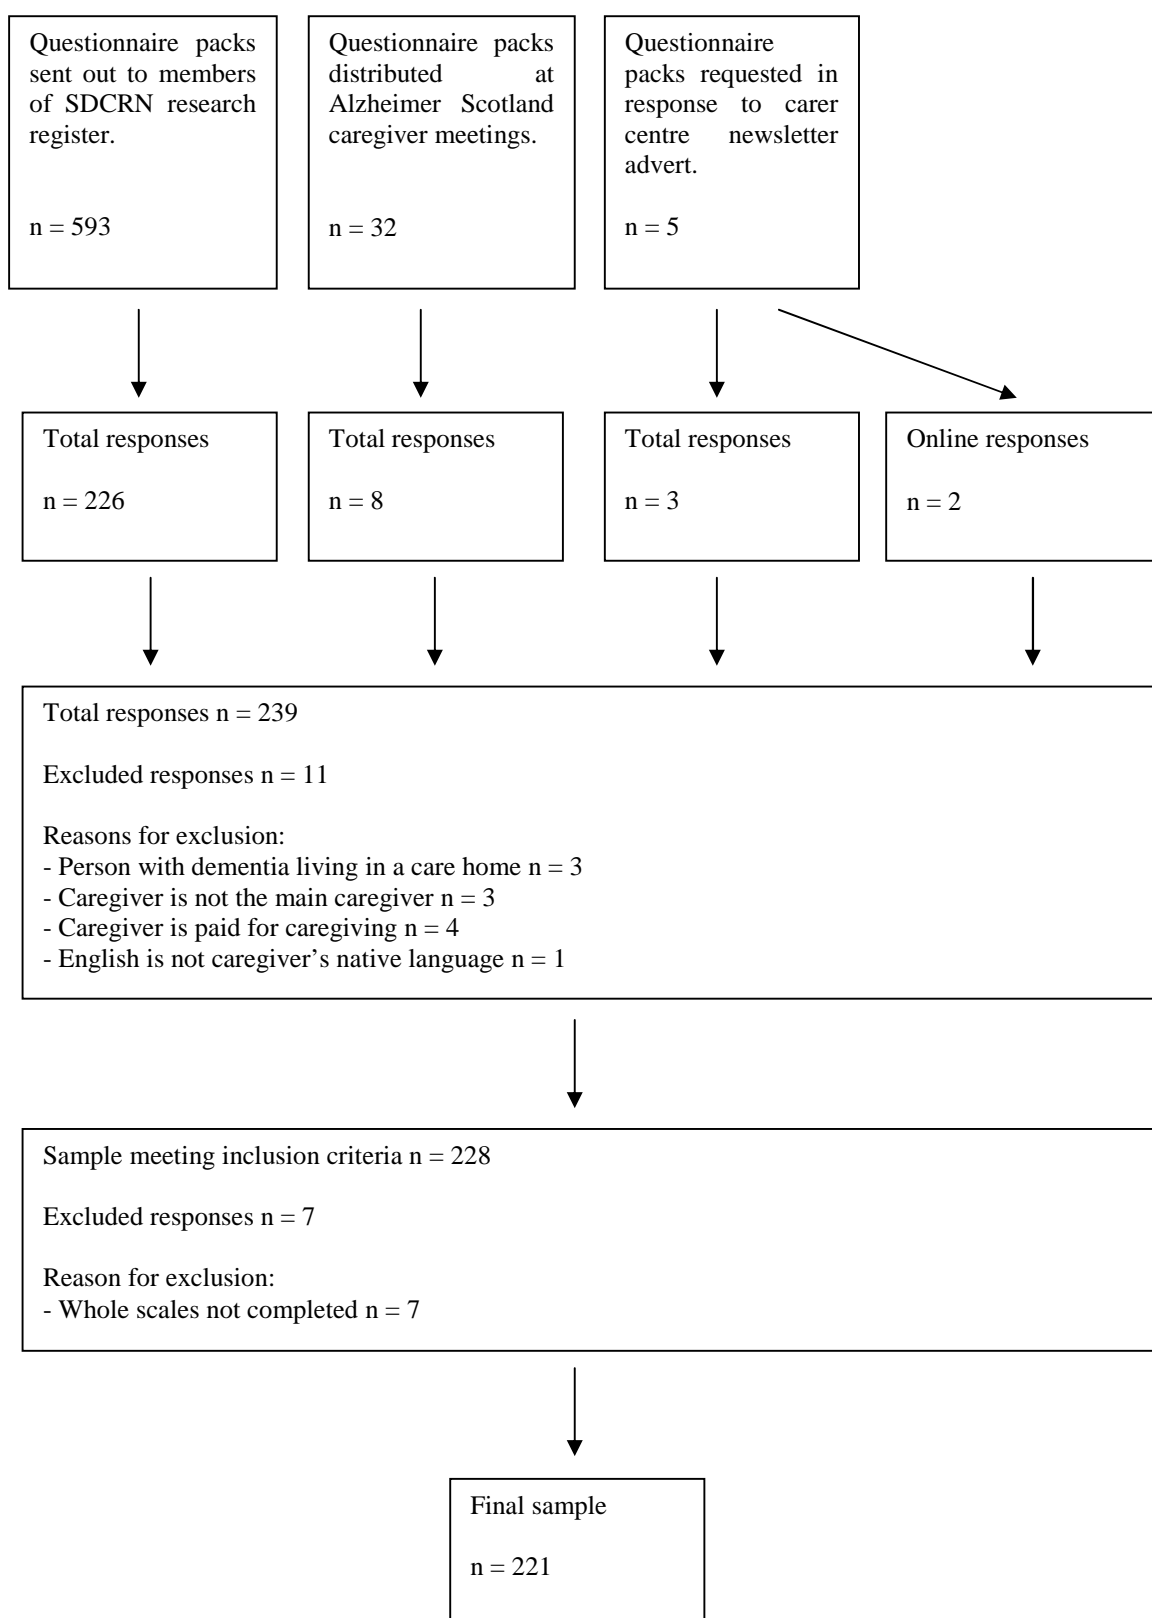 Questionnaire packs
sent out to members
of SDCRN research
register.
n = 593
Questionnaire packs
distributed at
Alzheimer Scotland
caregiver meetings.
n = 32
Questionnaire
packs requested in
response to carer
centre newsletter
advert.
n = 5
Total responses
n = 226
Total responses
n = 8
Total responses
n = 3
Online responses
n = 2
Total responses n = 239
Excluded responses n = 11
Reasons for exclusion:
- Person with dementia living in a care home n = 3
- Caregiver is not the main caregiver n = 3
- Caregiver is paid for caregiving n = 4
- English is not caregiver’s native language n = 1
Sample meeting inclusion criteria n = 228
Excluded responses n = 7
Reason for exclusion:
- Whole scales not completed n = 7
Final sample
n = 221